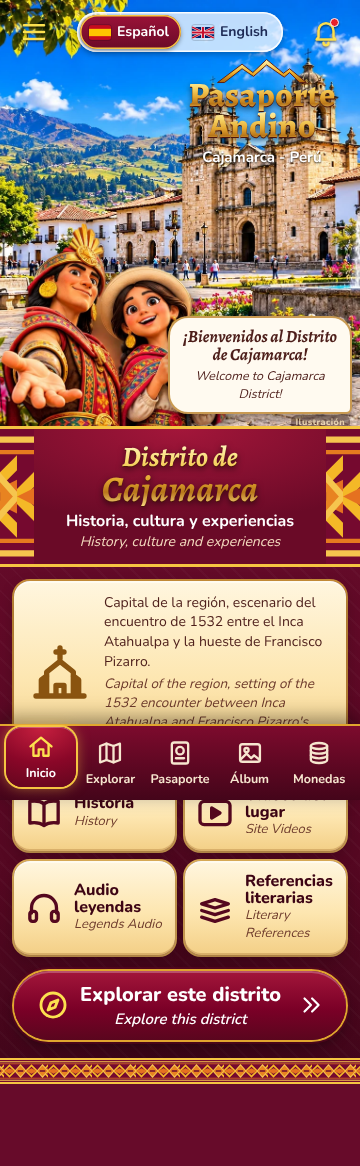 Español
English
Pasaporte
Andino
Cajamarca - Perú
¡Bienvenidos al Distrito
de Cajamarca!
Welcome to Cajamarca
District!
Ilustración
Distrito de
Cajamarca
Historia, cultura y experiencias
History, culture and experiences
Capital de la región, escenario del
encuentro de 1532 entre el Inca
Atahualpa y la hueste de Francisco
Pizarro.
Capital of the region, setting of the
1532 encounter between Inca
Atahualpa and Francisco Pizarro's
Inicio
Explorar
Pasaporte
Álbum
Monedas
Historia
History
lugar
Site Videos
Audio
leyendas
Legends Audio
Referencias
literarias
Literary
References
Explorar este distrito
Explore this district